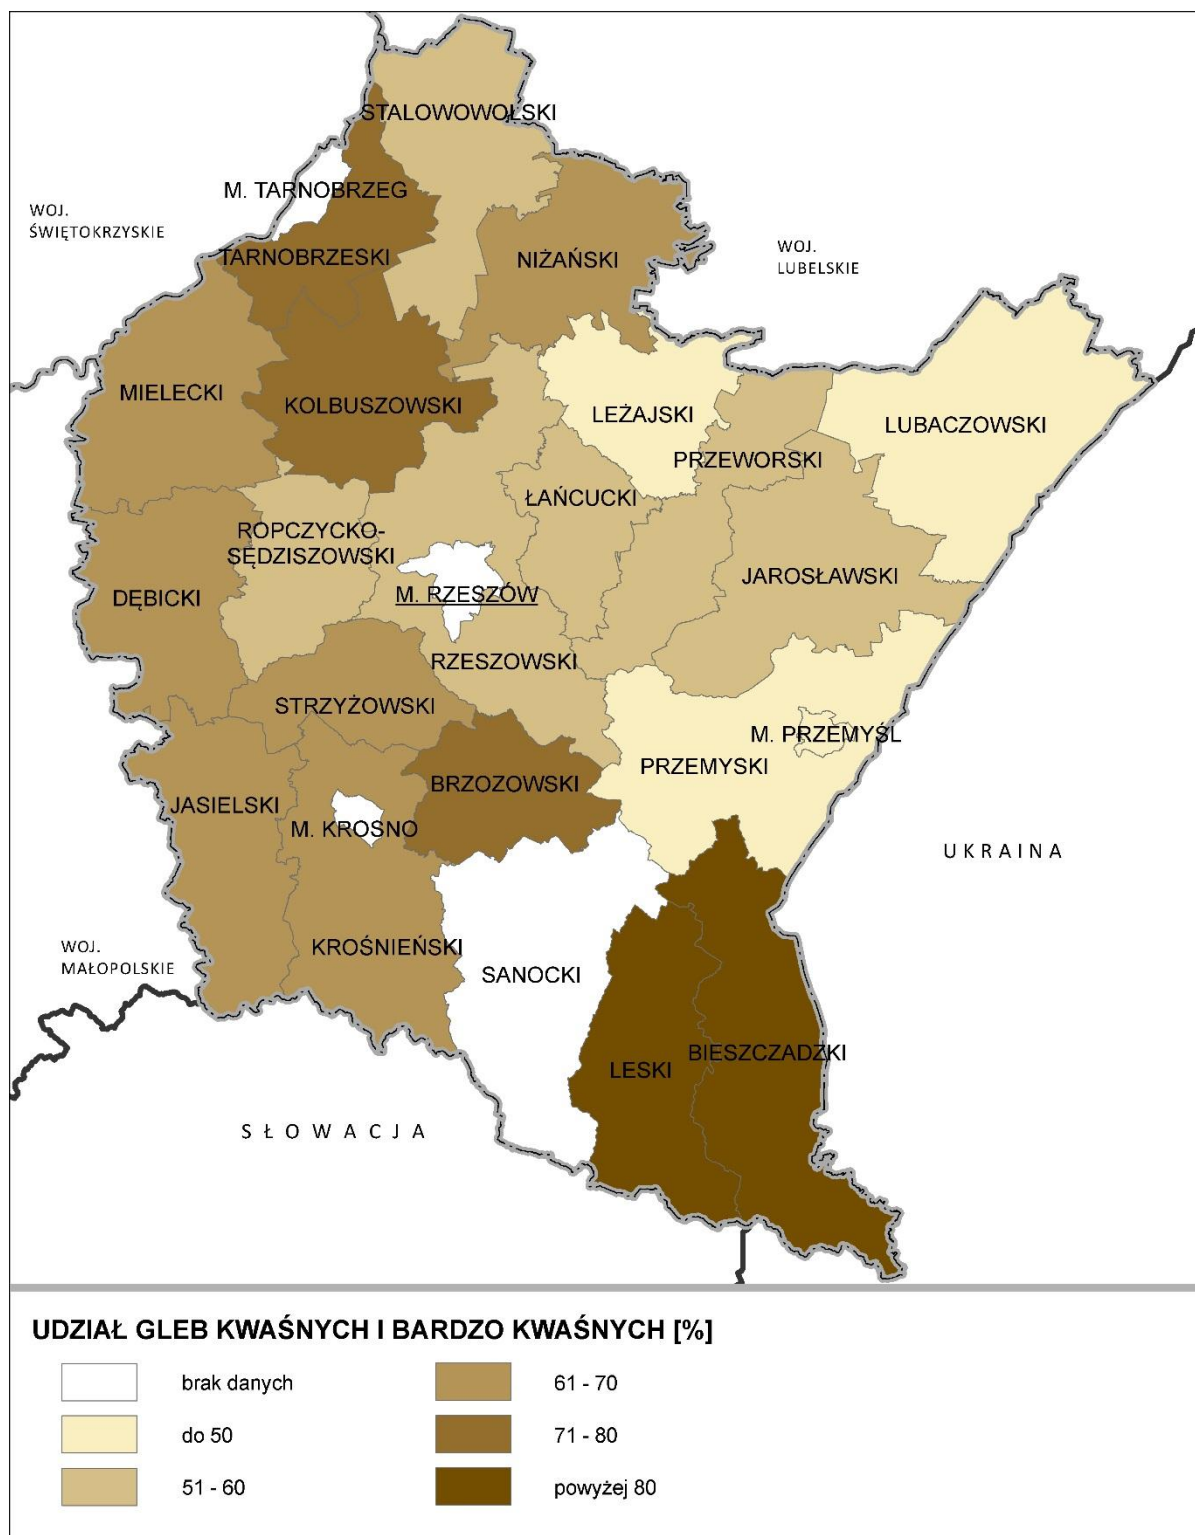 STALOWOWOLSKI
M. TARNOBRZEG
WOJ.
ŚWIĘTOKRZYSKIE
TARNOBRZESKI
NIŻAŃSKI
WOJ.
LUBELSKIE
MIELECKI
KOLBUSZOWSKI
LEŻAJSKI
LUBACZOWSKI
PRZEWORSKI
ŁAŃCUCKI
ROPCZYCKO-
SĘDZISZOWSKI
JAROSŁAWSKI
DĘBICKI
M. RZESZÓW
RZESZOWSKI
STRZYŻOWSKI
M. PRZEMYŚL
PRZEMYSKI
BRZOZOWSKI
JASIELSKI
M. KROSNO
UKRAINA
KROŚNIEŃSKI
WOJ.
MAŁOPOLSKIE
SANOCKI
BIESZCZADZKI
LESKI
SŁOWACJA
UDZIAŁ GLEB KWAŚNYCH I BARDZO KWAŚNYCH [%]
brak danych
do 50
51 - 60
61 - 70
71 - 80
powyżej 80